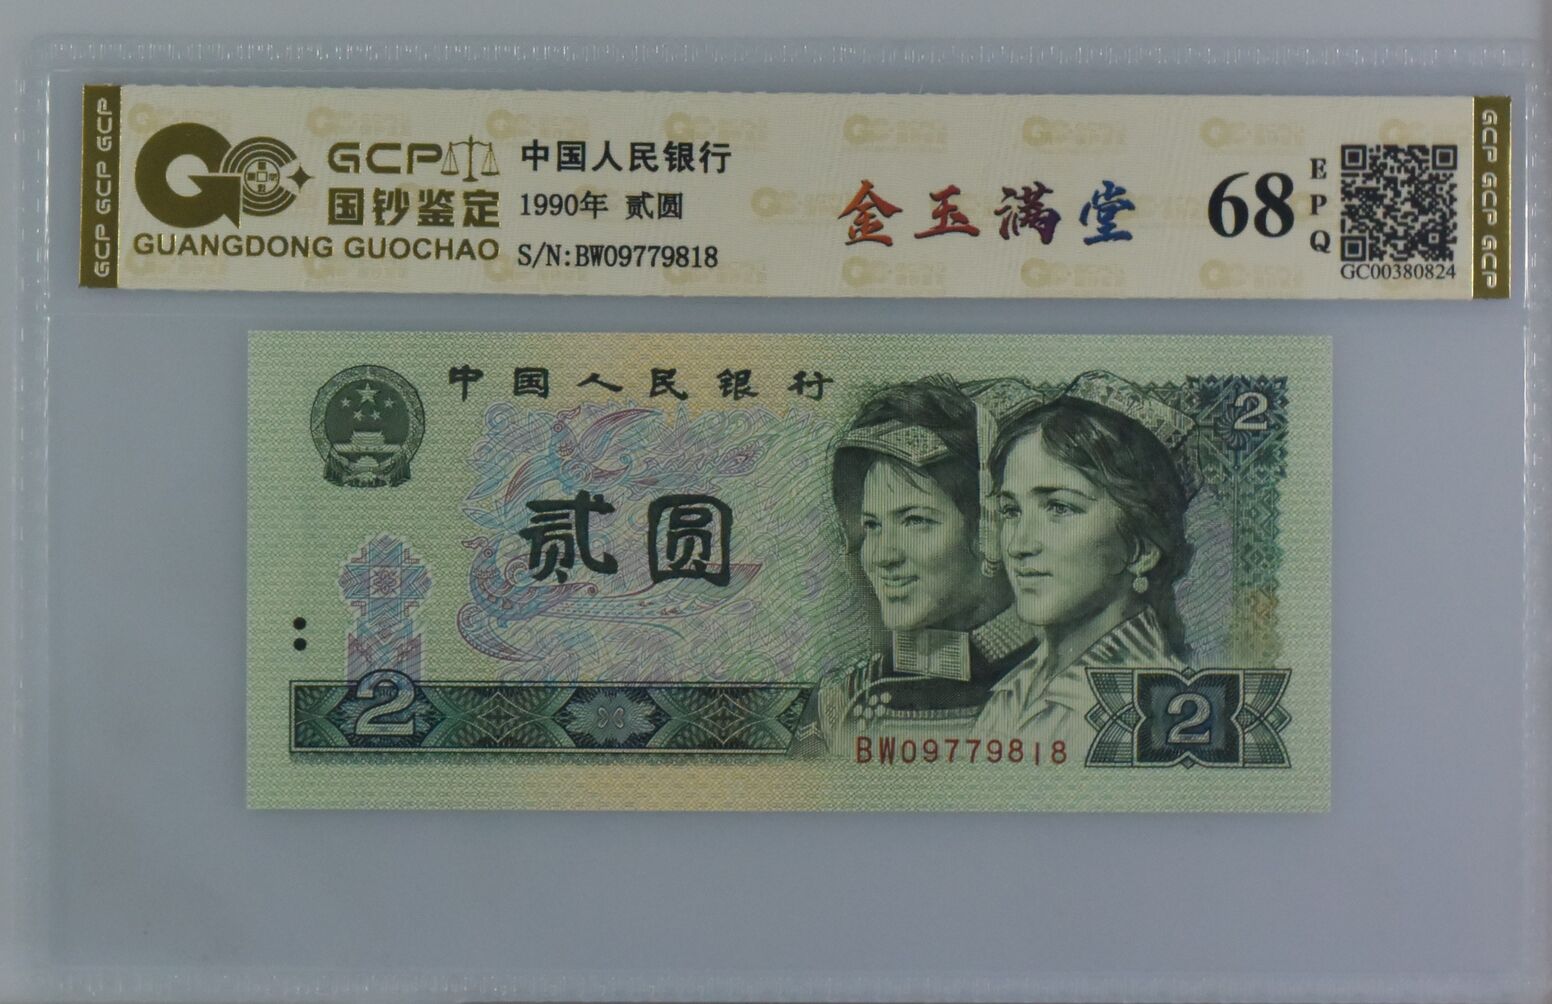 GCP GCP GCP
GCP
国钞鉴定
GUANGDONG GUOCHAO
中国人民银行
1990年 贰圆
S/N:BW09779818
金玉满堂
68
EPQ
GC00380824
GCP GCP GCP
中国人民银行
2
贰圆
2
BW09779818
2